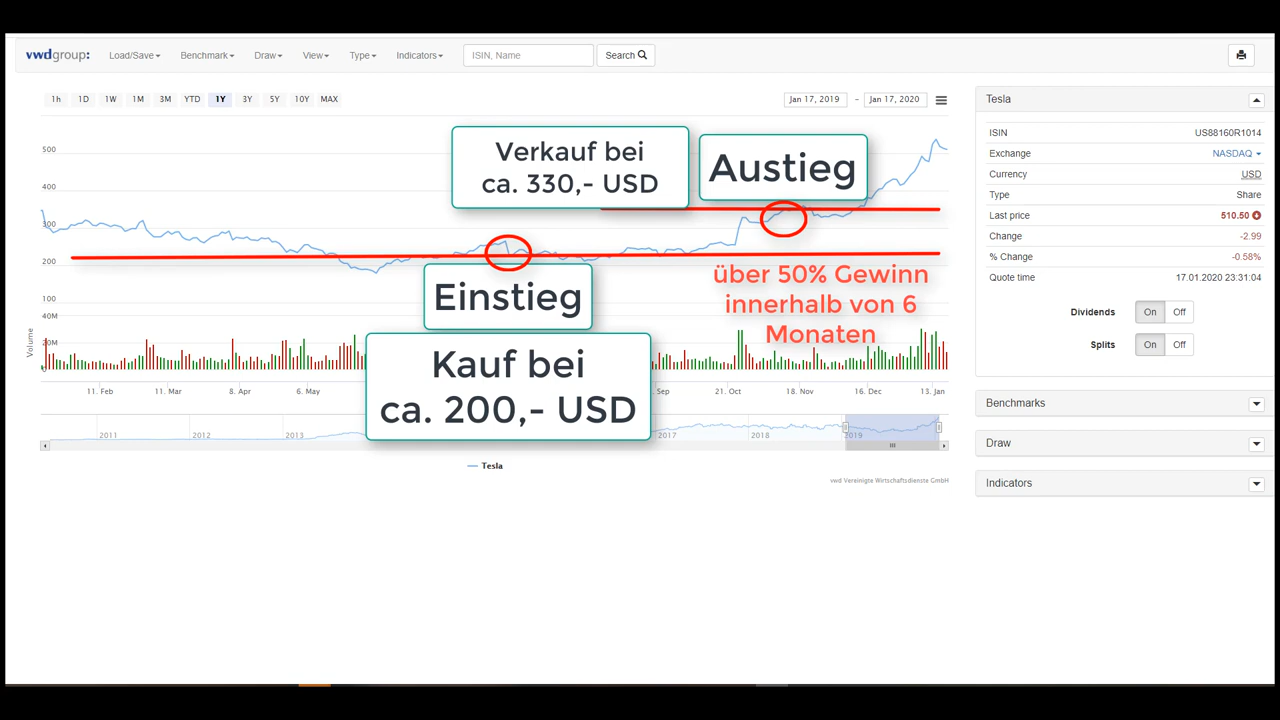 vwdgroup: Load/Save Benchmark Draw View Type Indicators ISIN, Name Search
1h 1D 1W 1M 3M YTD 1Y 3Y 5Y 10Y MAX Jan 17, 2019 - Jan 17, 2020
500
400
300
200
100
40M
20M
0
Volume
Verkauf bei
ca. 330,- USD
Austieg
Einstieg
Kauf bei
ca. 200,- USD
über 50% Gewinn
innerhalb von 6
Monaten
11. Feb 11. Mar 8. Apr 6. May Sep 21. Oct 18. Nov 16. Dec 13. Jan
2011 2012 2013 2017 2018 2019
Tesla
vwd Vereinigte Wirtschaftsdienste GmbH
Tesla
ISIN US88160R1014
Exchange NASDAQ
Currency USD
Type Share
Last price 510.50
Change -2.99
% Change -0.58%
Quote time 17.01.2020 23:31:04
Dividends On Off
Splits On Off
Benchmarks
Draw
Indicators